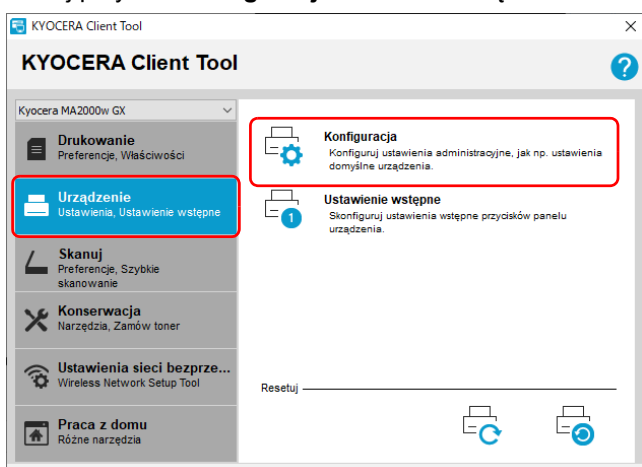 KYOCERA Client Tool
KYOCERA Client Tool
?
Kyocera MA2000w GX
Drukowanie
Preferencje, Właściwości
Urządzenie
Ustawienia, Ustawienie wstępne
Skanuj
Preferencje, Szybkie
skanowanie
Konserwacja
Narzędzia, Zamów toner
Ustawienia sieci bezprze...
Wireless Network Setup Tool
Praca z domu
Różne narzędzia
Konfiguracja
Konfiguruj ustawienia administracyjne, jak np. ustawienia
domyślne urządzenia.
Ustawienie wstępne
1
Skonfiguruj ustawienia wstępne przycisków panelu
urządzenia.
Resetuj